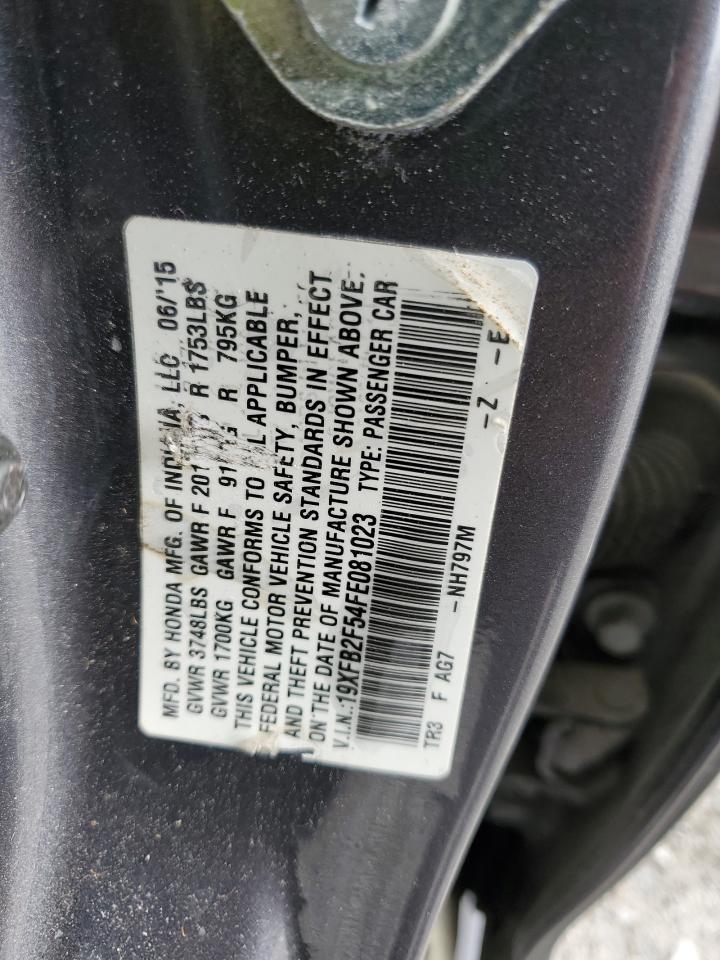 MFD. BY HONDA MFG. OF INDIANA, LLC 06/'15
GVWR 3748LBS GAWR F 201 R 1753LBS
GVWR 1700KG GAWR F 91 G R 795KG
THIS VEHICLE CONFORMS TO APPLICABLE
FEDERAL MOTOR VEHICLE SAFETY, BUMPER,
AND THEFT PREVENTION STANDARDS IN EFFECT
ON THE DATE OF MANUFACTURE SHOWN ABOVE.
V.I.N.:19XFB2F54FE081023 TYPE: PASSENGER CAR
TR3 F AG7 -NH797M -Z -E